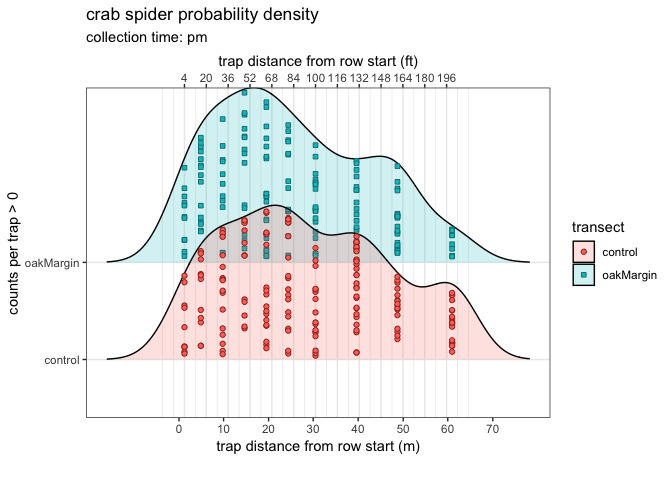 crab spider probability density
collection time: pm
trap distance from row start (ft)
4 20 36 52 68 84 100 116 132 148 164 180 196
counts per trap > 0
oakMargin
control
transect
control
oakMargin
0 10 20 30 40 50 60 70
trap distance from row start (m)